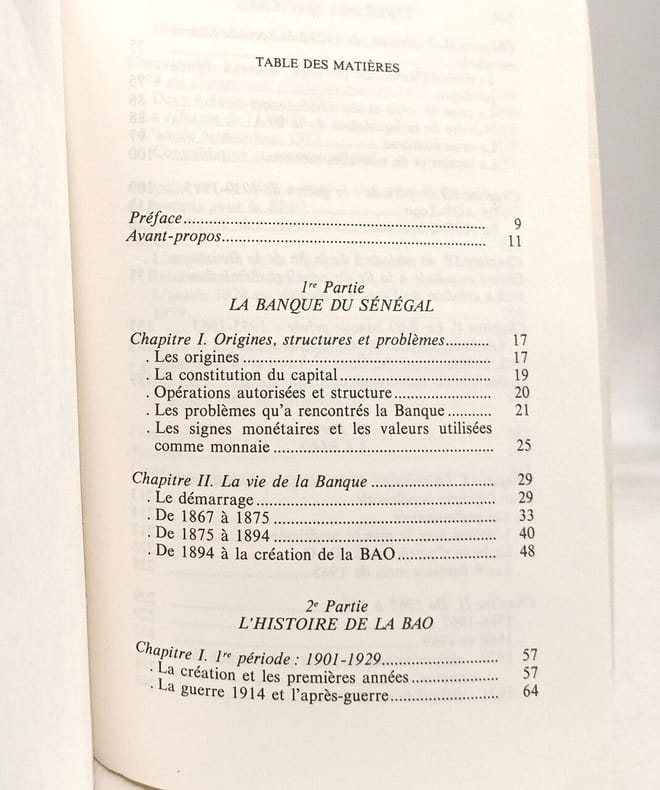 TABLE DES MATIÈRES
Préface.......... 9
Avant-propos.......... 11
1re Partie
LA BANQUE DU SÉNÉGAL
Chapitre I. Origines, structures et problèmes.......... 17
. Les origines.......... 17
. La constitution du capital.......... 19
. Opérations autorisées et structure.......... 20
. Les problèmes qu'a rencontrés la Banque.......... 21
. Les signes monétaires et les valeurs utilisées
comme monnaie.......... 25
Chapitre II. La vie de la Banque.......... 29
. Le démarrage.......... 29
. De 1867 à 1875.......... 33
. De 1875 à 1894.......... 40
. De 1894 à la création de la BAO.......... 48
2e Partie
L'HISTOIRE DE LA BAO
Chapitre I. 1re période : 1901-1929.......... 57
. La création et les premières années.......... 57
. La guerre 1914 et l'après-guerre.......... 64